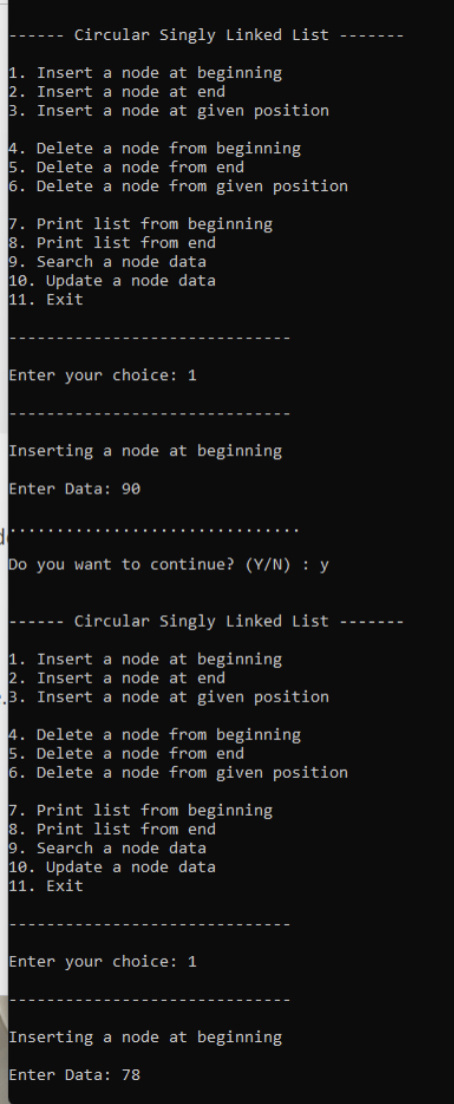 ------ Circular Singly Linked List -------
1. Insert a node at beginning
2. Insert a node at end
3. Insert a node at given position
4. Delete a node from beginning
5. Delete a node from end
6. Delete a node from given position
7. Print list from beginning
8. Print list from end
9. Search a node data
10. Update a node data
11. Exit
------------------------------
Enter your choice: 1
------------------------------
Inserting a node at beginning
Enter Data: 90
...............................
Do you want to continue? (Y/N) : y
------ Circular Singly Linked List -------
1. Insert a node at beginning
2. Insert a node at end
3. Insert a node at given position
4. Delete a node from beginning
5. Delete a node from end
6. Delete a node from given position
7. Print list from beginning
8. Print list from end
9. Search a node data
10. Update a node data
11. Exit
------------------------------
Enter your choice: 1
------------------------------
Inserting a node at beginning
Enter Data: 78